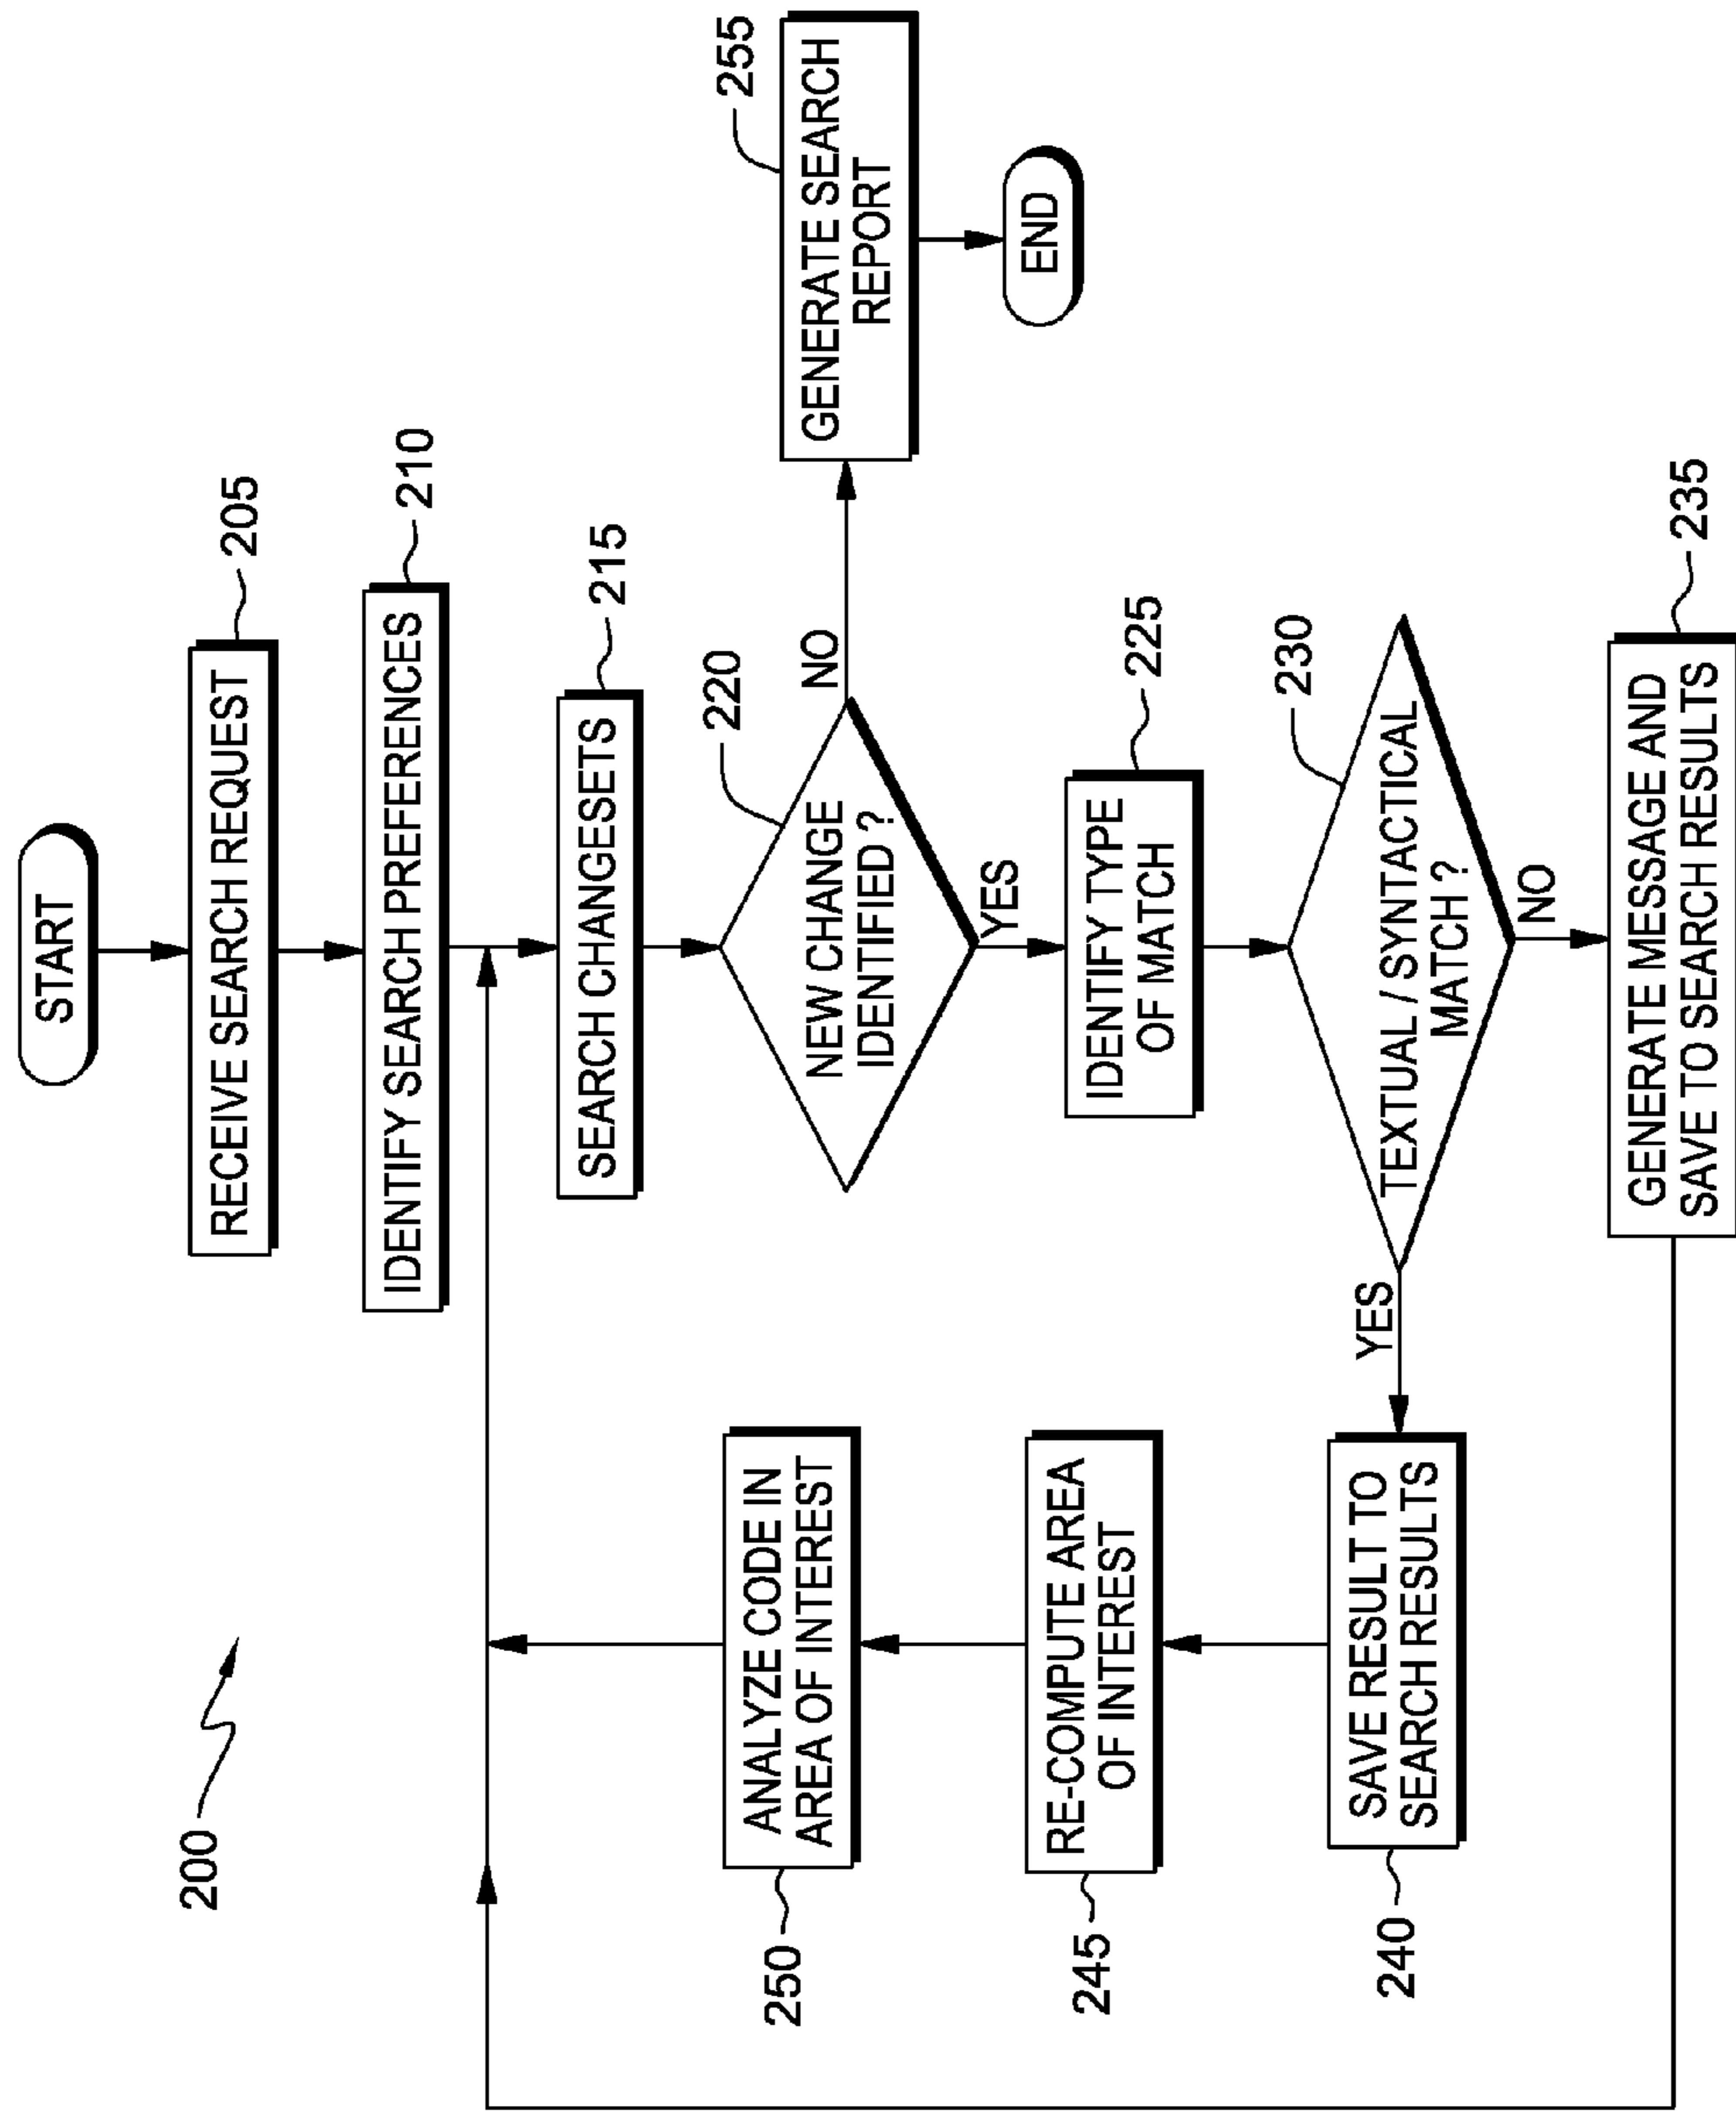 200
START
RECEIVE SEARCH REQUEST
205
IDENTIFY SEARCH PREFERENCES
210
SEARCH CHANGESETS
215
NEW CHANGE
IDENTIFIED ?
220
NO
YES
GENERATE SEARCH
REPORT
255
END
IDENTIFY TYPE
OF MATCH
225
TEXTUAL / SYNTACTICAL
MATCH ?
230
YES
NO
GENERATE MESSAGE AND
SAVE TO SEARCH RESULTS
235
SAVE RESULT TO
SEARCH RESULTS
240
RE-COMPUTE AREA
OF INTEREST
245
ANALYZE CODE IN
AREA OF INTEREST
250